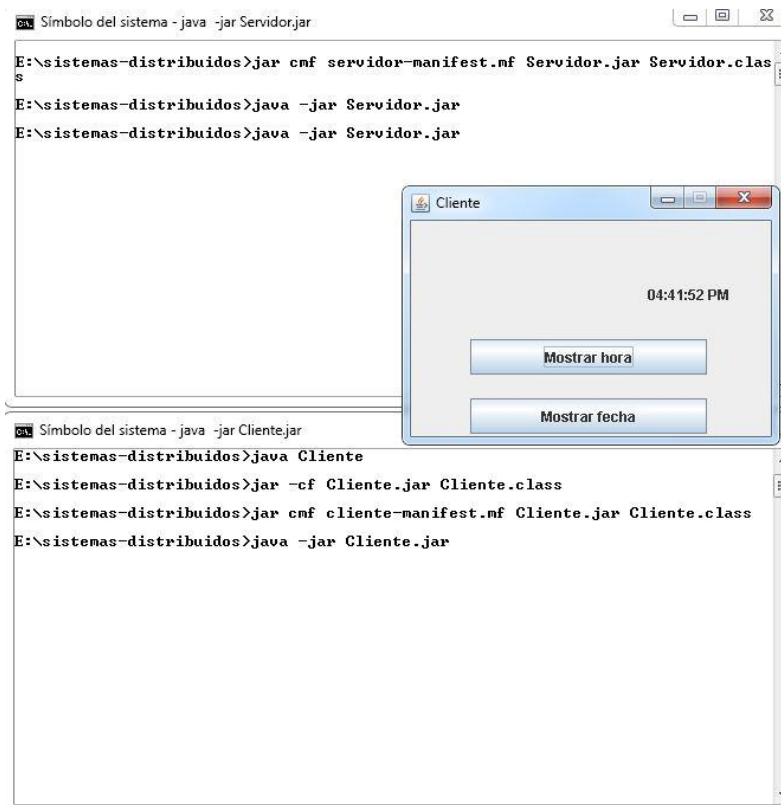 Símbolo del sistema - java -jar Servidor.jar
E:\sistemas-distribuidos>jar cmf servidor-manifest.mf Servidor.jar Servidor.clas
s
E:\sistemas-distribuidos>java -jar Servidor.jar
E:\sistemas-distribuidos>java -jar Servidor.jar
Cliente
04:41:52 PM
Mostrar hora
Mostrar fecha
Símbolo del sistema - java -jar Cliente.jar
E:\sistemas-distribuidos>java Cliente
E:\sistemas-distribuidos>jar -cf Cliente.jar Cliente.class
E:\sistemas-distribuidos>jar cmf cliente-manifest.mf Cliente.jar Cliente.class
E:\sistemas-distribuidos>java -jar Cliente.jar